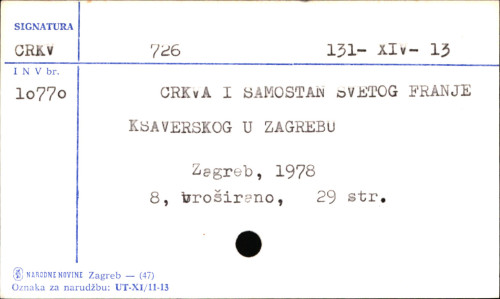 SIGNATURA
CRKV 726 131- XIV- 13
I N V br.
10770 CRKVA I SAMOSTAN SVETOG FRANJE
KSAVERSKOG U ZAGREBU
Zagreb, 1978
8, broširano, 29 str.
NARODNE NOVINE Zagreb — (47)
Oznaka za narudžbu: UT-XI/11-13